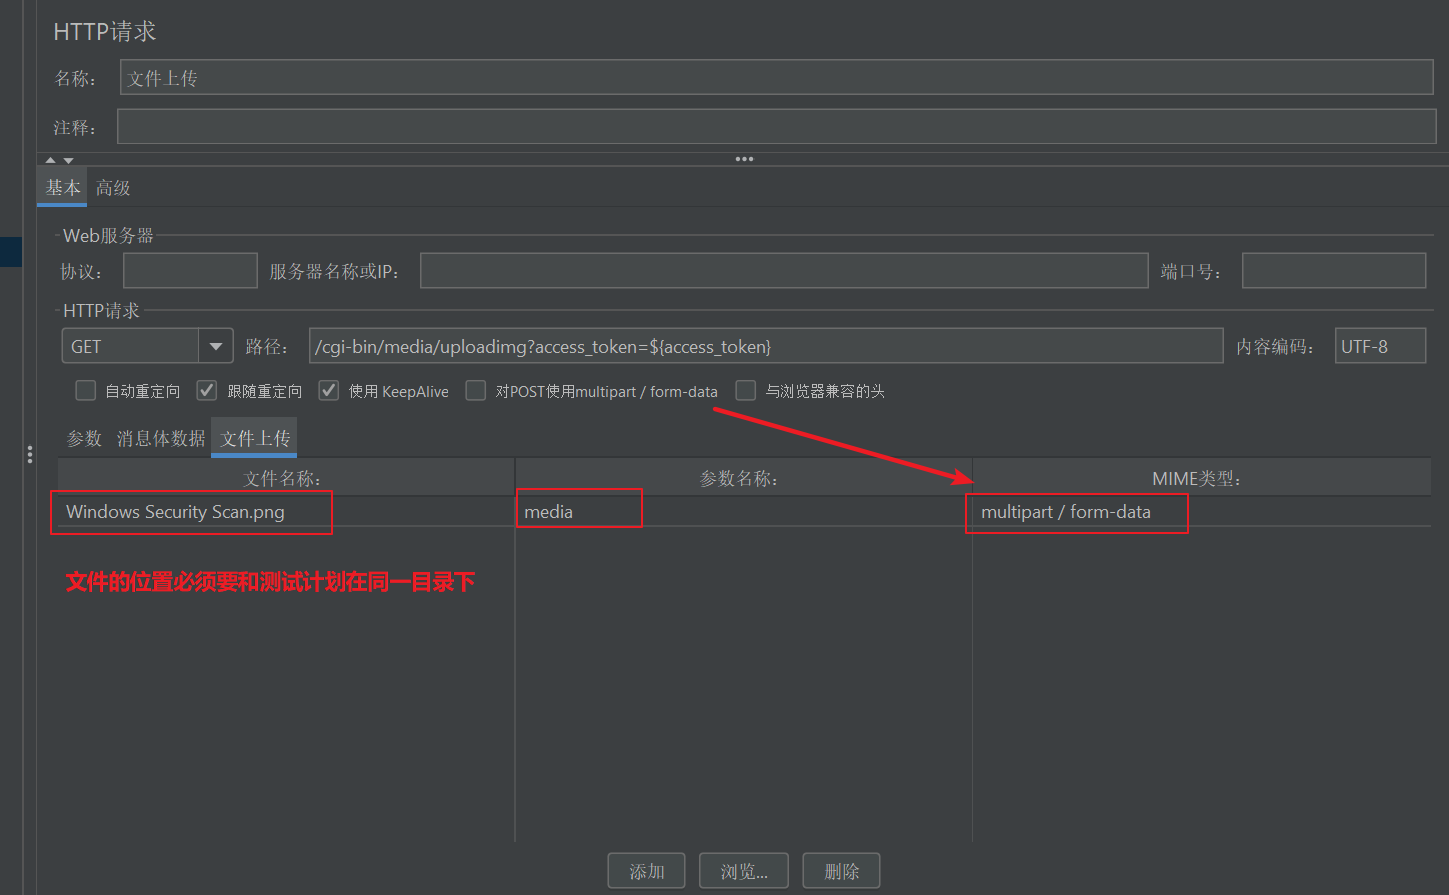 HTTP请求
名称： 文件上传
注释：
基本 高级
Web服务器
协议： 服务器名称或IP： 端口号：
HTTP请求
GET 路径： /cgi-bin/media/uploadimg?access_token=${access_token} 内容编码： UTF-8
自动重定向 跟随重定向 使用 KeepAlive 对POST使用multipart / form-data 与浏览器兼容的头
参数 消息体数据 文件上传
文件名称： 参数名称： MIME类型：
Windows Security Scan.png media multipart / form-data
文件的位置必须要和测试计划在同一目录下
添加 浏览... 删除